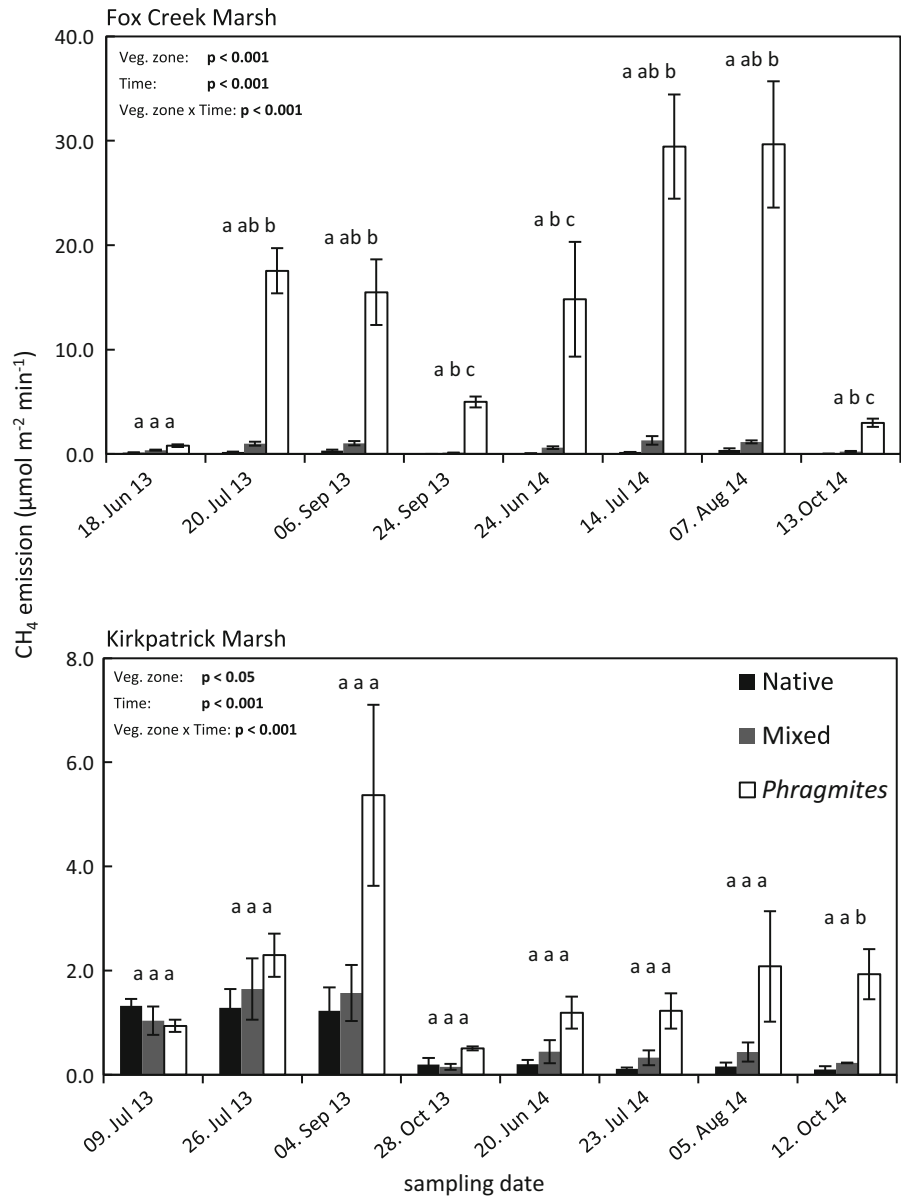 Fox Creek Marsh
40.0
Veg. zone: p < 0.001
Time: p < 0.001
Veg. zone x Time: p < 0.001
a ab b
a ab b
30.0
a ab b
a ab b
a b c
20.0
10.0
a b c
a b c
a a a
0.0
18. Jun 13
20. Jul 13
06. Sep 13
24. Sep 13
24. Jun 14
14. Jul 14
07. Aug 14
13.Oct 14
CH4 emission (µmol m-2 min-1)
Kirkpatrick Marsh
8.0
Veg. zone: p < 0.05
Time: p < 0.001
Veg. zone x Time: p < 0.001
a a a
Native
Mixed
Phragmites
6.0
4.0
a a a
a a a
a a b
2.0
a a a
a a a
a a a
a a a
0.0
09. Jul 13
26. Jul 13
04. Sep 13
28. Oct 13
20. Jun 14
23. Jul 14
05. Aug 14
12. Oct 14
sampling date